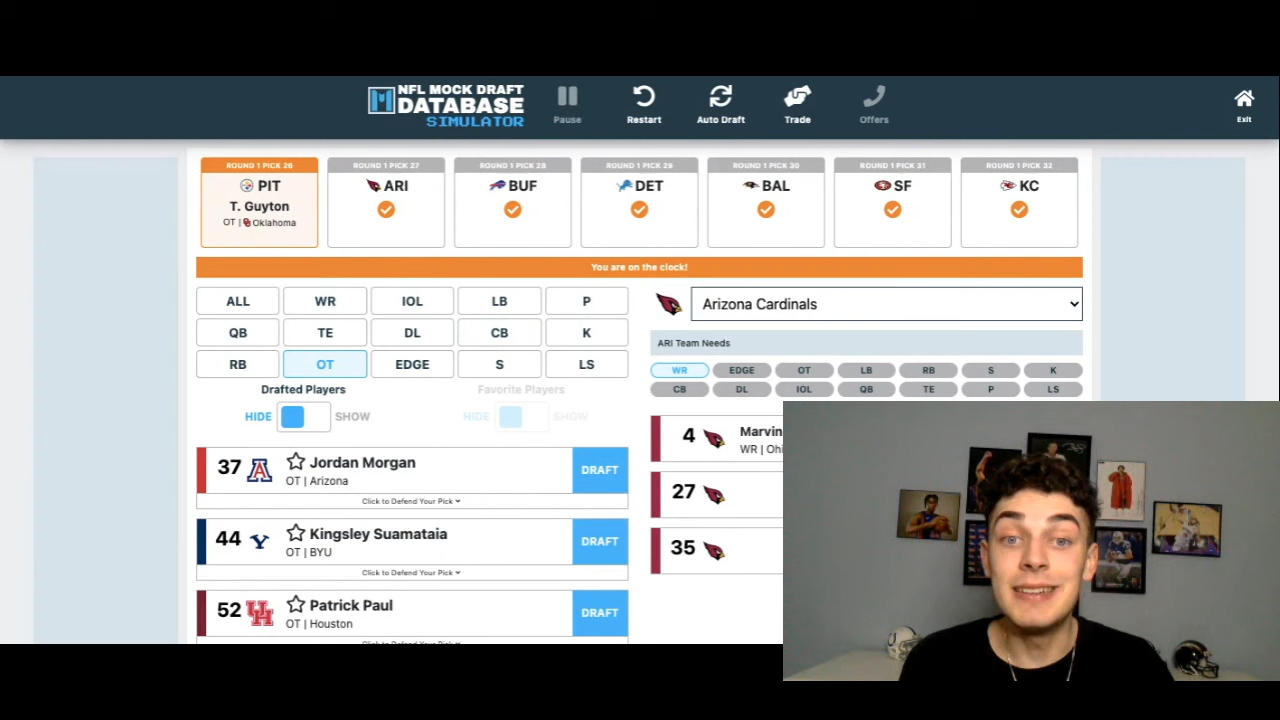 NFL MOCK DRAFT
DATABASE
SIMULATOR
Pause
Restart
Auto Draft
Trade
Offers
Exit
ROUND 1 PICK 26
PIT
T. Guyton
OT | Oklahoma
ROUND 1 PICK 27
ARI
ROUND 1 PICK 28
BUF
ROUND 1 PICK 29
DET
ROUND 1 PICK 30
BAL
ROUND 1 PICK 31
SF
ROUND 1 PICK 32
KC
You are on the clock!
ALL WR IOL LB P
QB TE DL CB K
RB OT EDGE S LS
Drafted Players
HIDE SHOW
Favorite Players
HIDE SHOW
37 Jordan Morgan
OT | Arizona
DRAFT
Click to Defend Your Pick
44 Kingsley Suamataia
OT | BYU
DRAFT
Click to Defend Your Pick
52 Patrick Paul
OT | Houston
DRAFT
Click to Defend Your Pick
Arizona Cardinals
ARI Team Needs
WR EDGE OT LB RB S K
CB DL IOL QB TE P LS
4 Marvin
WR | Ohi
27
35